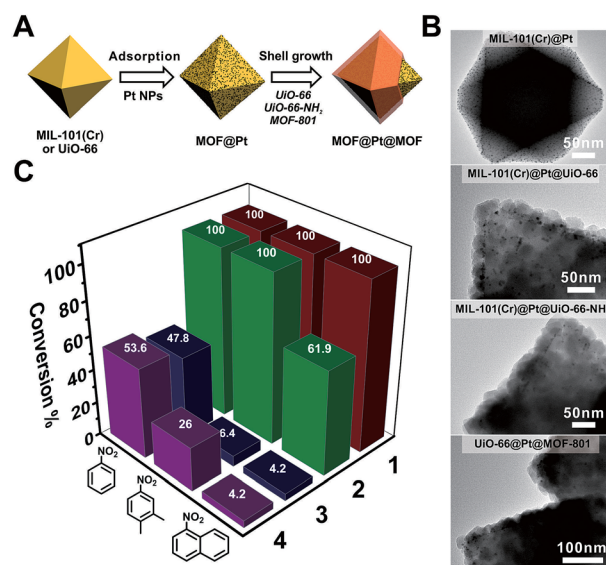 A
Adsorption
Pt NPs
Shell growth
UiO-66
UiO-66-NH₂
MOF-801
MIL-101(Cr)
or UiO-66
MOF@Pt
MOF@Pt@MOF
B
MIL-101(Cr)@Pt
50nm
MIL-101(Cr)@Pt@UiO-66
50nm
MIL-101(Cr)@Pt@UiO-66-NH
50nm
UiO-66@Pt@MOF-801
100nm
C
Conversion %
100
80
60
40
20
0
100
100
100
100
100
61.9
47.8
6.4
4.2
53.6
26
4.2
1
2
3
4
NO₂
NO₂
NO₂